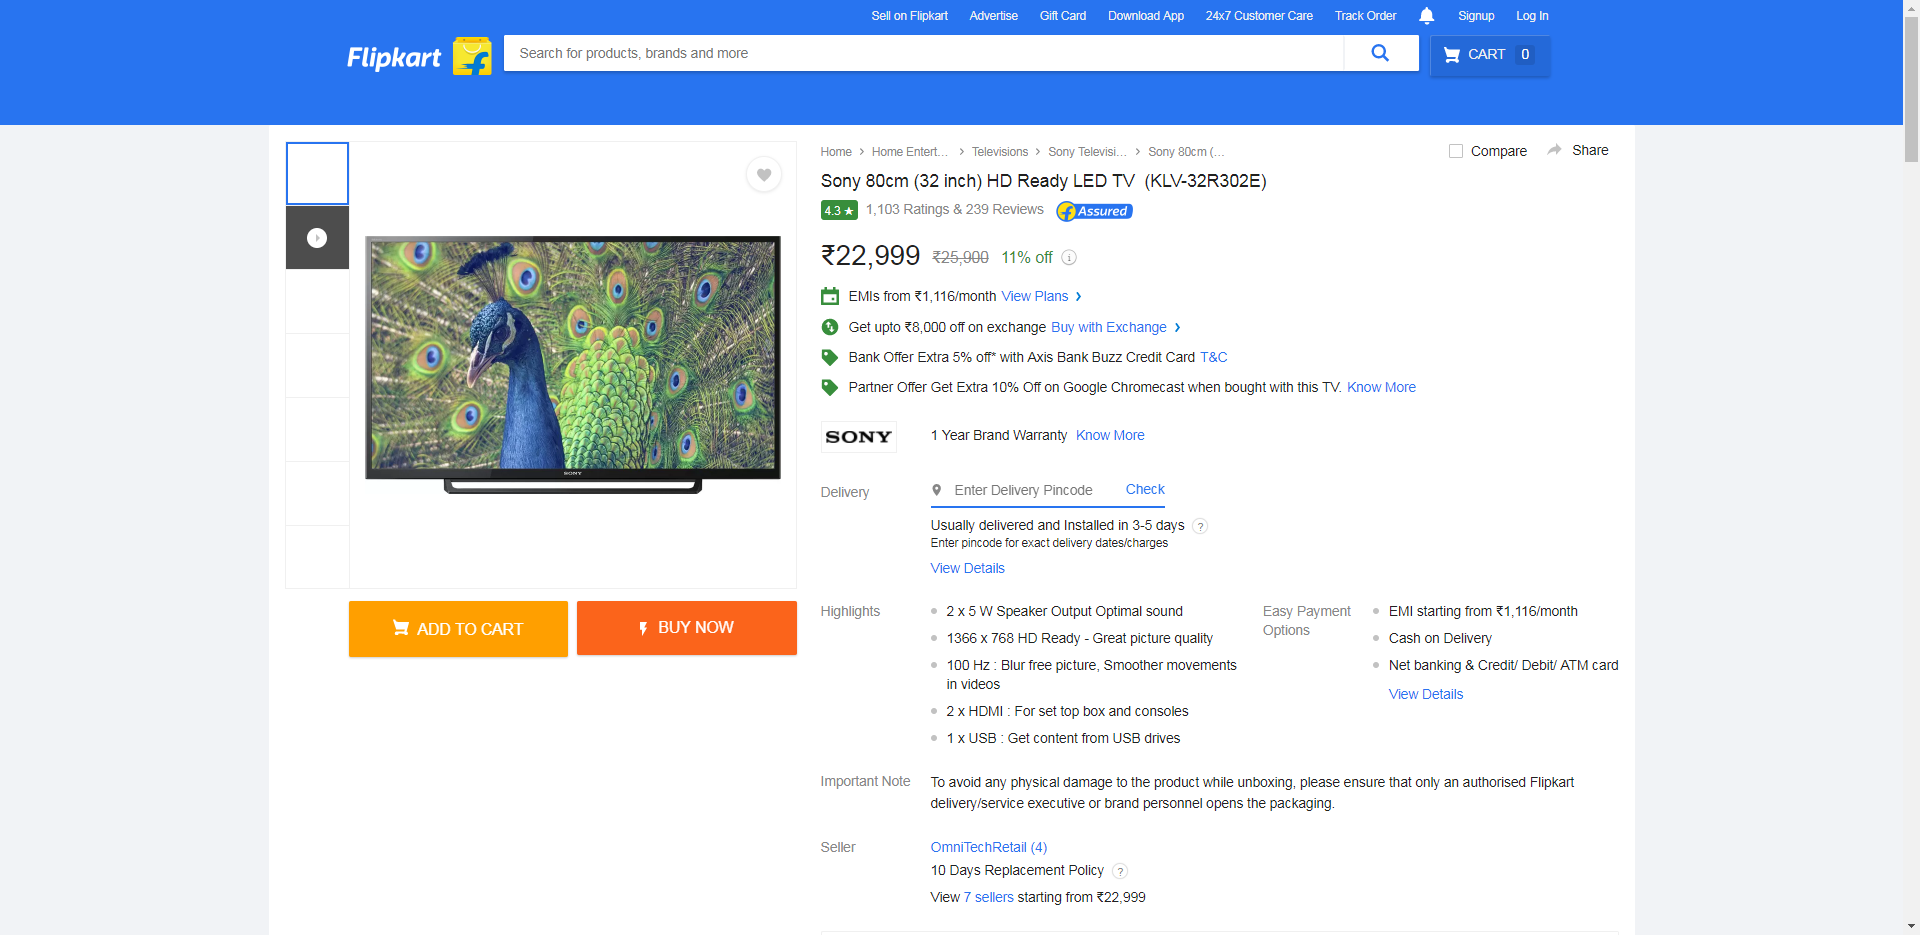 Sell on Flipkart Advertise Gift Card Download App 24x7 Customer Care Track Order Signup Log In
Flipkart Search for products, brands and more CART 0
Home > Home Entert... > Televisions > Sony Televisi... > Sony 80cm (... Compare Share
Sony 80cm (32 inch) HD Ready LED TV (KLV-32R302E)
4.3 ★ 1,103 Ratings & 239 Reviews Assured
₹22,999 ₹25,900 11% off
EMIs from ₹1,116/month View Plans >
Get upto ₹8,000 off on exchange Buy with Exchange >
Bank Offer Extra 5% off* with Axis Bank Buzz Credit Card T&C
Partner Offer Get Extra 10% Off on Google Chromecast when bought with this TV. Know More
SONY 1 Year Brand Warranty Know More
SONY
Delivery Enter Delivery Pincode Check
Usually delivered and Installed in 3-5 days ?
Enter pincode for exact delivery dates/charges
View Details
ADD TO CART BUY NOW
Highlights
2 x 5 W Speaker Output Optimal sound
1366 x 768 HD Ready - Great picture quality
100 Hz : Blur free picture, Smoother movements
in videos
2 x HDMI : For set top box and consoles
1 x USB : Get content from USB drives
Easy Payment
Options
EMI starting from ₹1,116/month
Cash on Delivery
Net banking & Credit/ Debit/ ATM card
View Details
Important Note To avoid any physical damage to the product while unboxing, please ensure that only an authorised Flipkart
delivery/service executive or brand personnel opens the packaging.
Seller OmniTechRetail (4)
10 Days Replacement Policy ?
View 7 sellers starting from ₹22,999